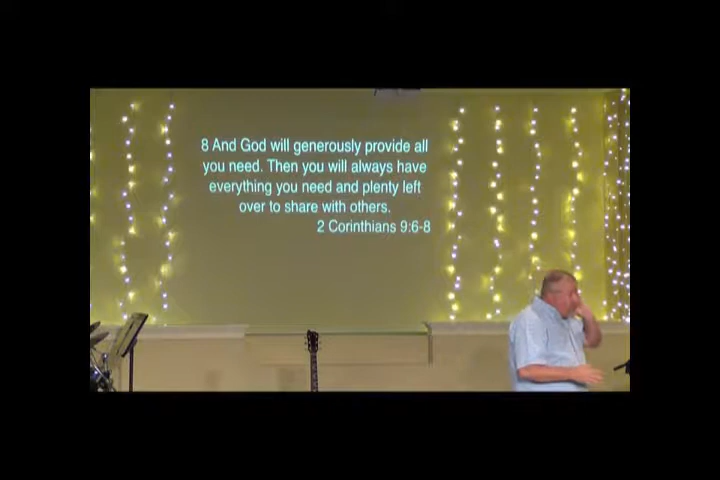 8 And God will generously provide all
you need. Then you will always have
everything you need and plenty left
over to share with others.
2 Corinthians 9:6-8